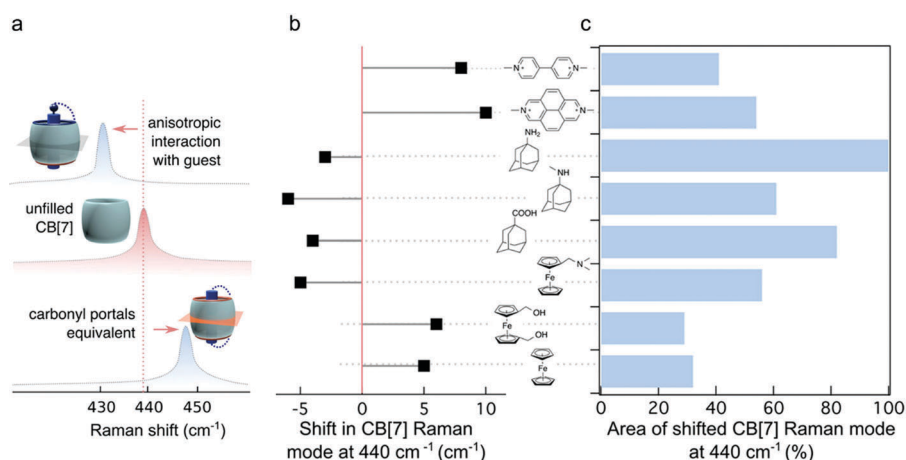 a
anisotropic
interaction
with guest
unfilled
CB[7]
carbonyl portals
equivalent
430 440 450
Raman shift (cm⁻¹)
b
N⁺ N⁺
N⁺ N⁺
NH₂
NH
COOH
Fe N
OH
Fe
OH
Fe
-5 0 5 10
Shift in CB[7] Raman
mode at 440 cm⁻¹ (cm⁻¹)
c
0 20 40 60 80 100
Area of shifted CB[7] Raman mode
at 440 cm⁻¹ (%)